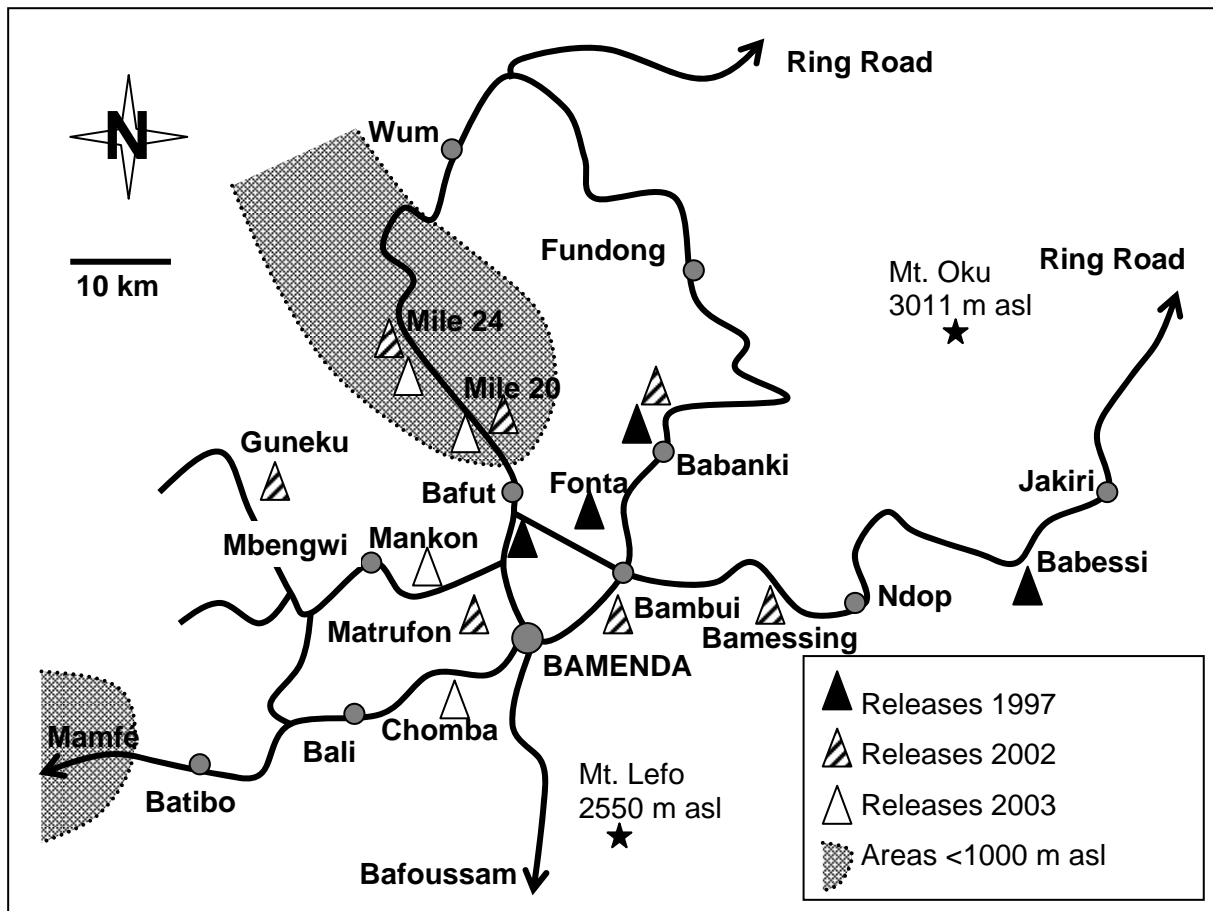 Ring Road
N
Wum
10 km
Fundong
Mt. Oku
3011 m asl
Ring Road
Mile 24
Mile 20
Guneku
Babanki
Fonta
Bafut
Jakiri
Mbengwi
Mankon
Babessi
Matrufon
Bambui
Ndop
Bamessing
BAMENDA
Chomba
Bali
Mamfe
Batibo
Mt. Lefo
2550 m asl
Bafoussam
Releases 1997
Releases 2002
Releases 2003
Areas <1000 m asl